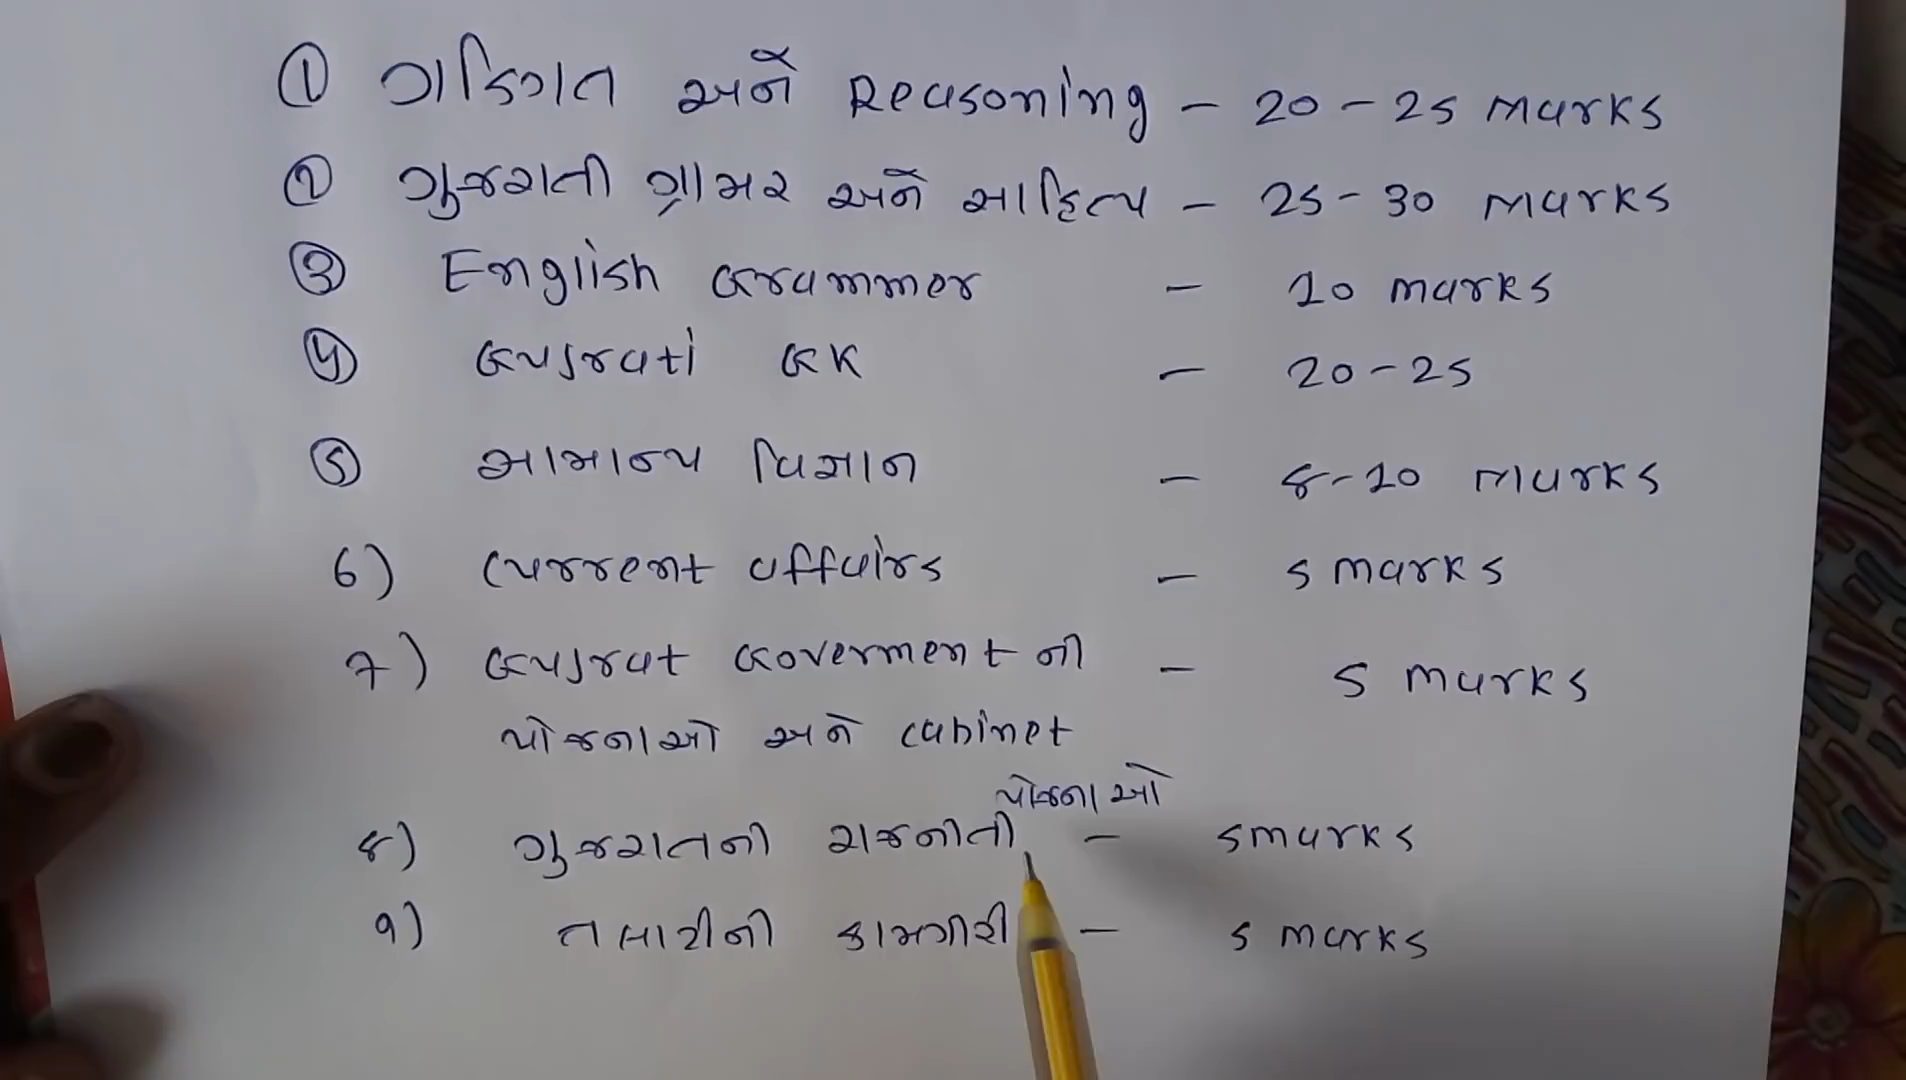 ① ગાણિગત અને Reasoning - 20-25 marks
② ગુજરાતી ગ્રામર અને સાહિત્ય - 25-30 marks
③ English Grammer - 10 marks
④ Gujrati GK - 20-25
⑤ સામાન્ય વિજ્ઞાન - 8-10 marks
6) Current affairs - 5 marks
7) Gujrat Goverment ની - 5 marks
યોજનાઓ અને cabinet
યોજનાઓ
8) ગુજરાતની રાજનીતી - 5 marks
9) તલાટીની કામગીરી - 5 marks